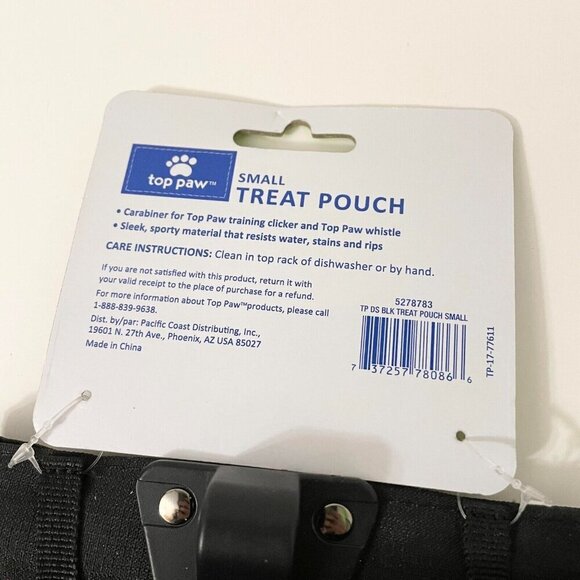 top paw™
SMALL
TREAT POUCH
• Carabiner for Top Paw training clicker and Top Paw whistle
• Sleek, sporty material that resists water, stains and rips
CARE INSTRUCTIONS: Clean in top rack of dishwasher or by hand.
If you are not satisfied with this product, return it with
your valid receipt to the place of purchase for a refund.
For more information about Top Paw™products, please call
1-888-839-9638.
Dist. by/par: Pacific Coast Distributing, Inc.,
19601 N. 27th Ave., Phoenix, AZ USA 85027
Made in China
5278783
TP DS BLK TREAT POUCH SMALL
7 37257 78086 6
TP-17-77611